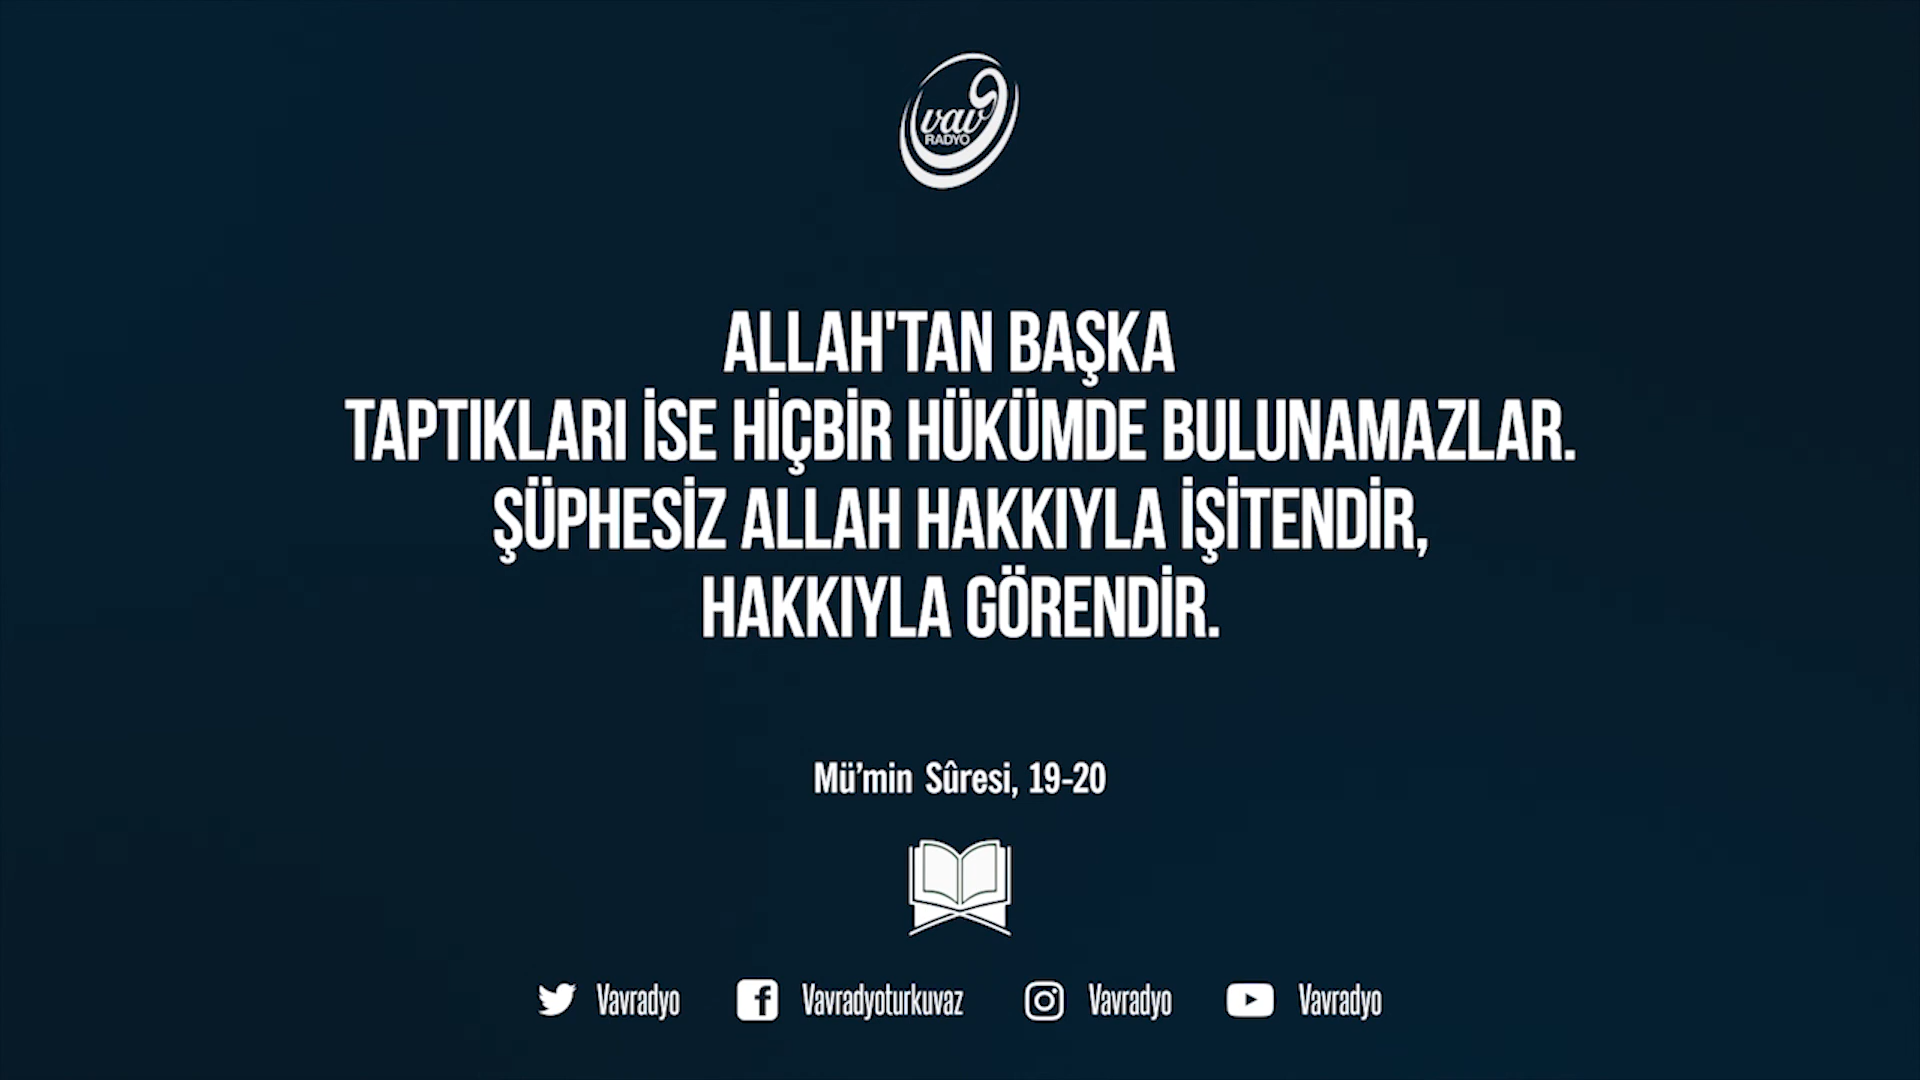 vav
RADYO
ALLAH'TAN BAŞKA
TAPTIKLARI İSE HİÇBİR HÜKÜMDE BULUNAMAZLAR.
ŞÜPHESİZ ALLAH HAKKIYLA İŞİTENDİR,
HAKKIYLA GÖRENDİR.
Mü’min Sûresi, 19-20
Vavradyo Vavradyoturkuvaz Vavradyo Vavradyo